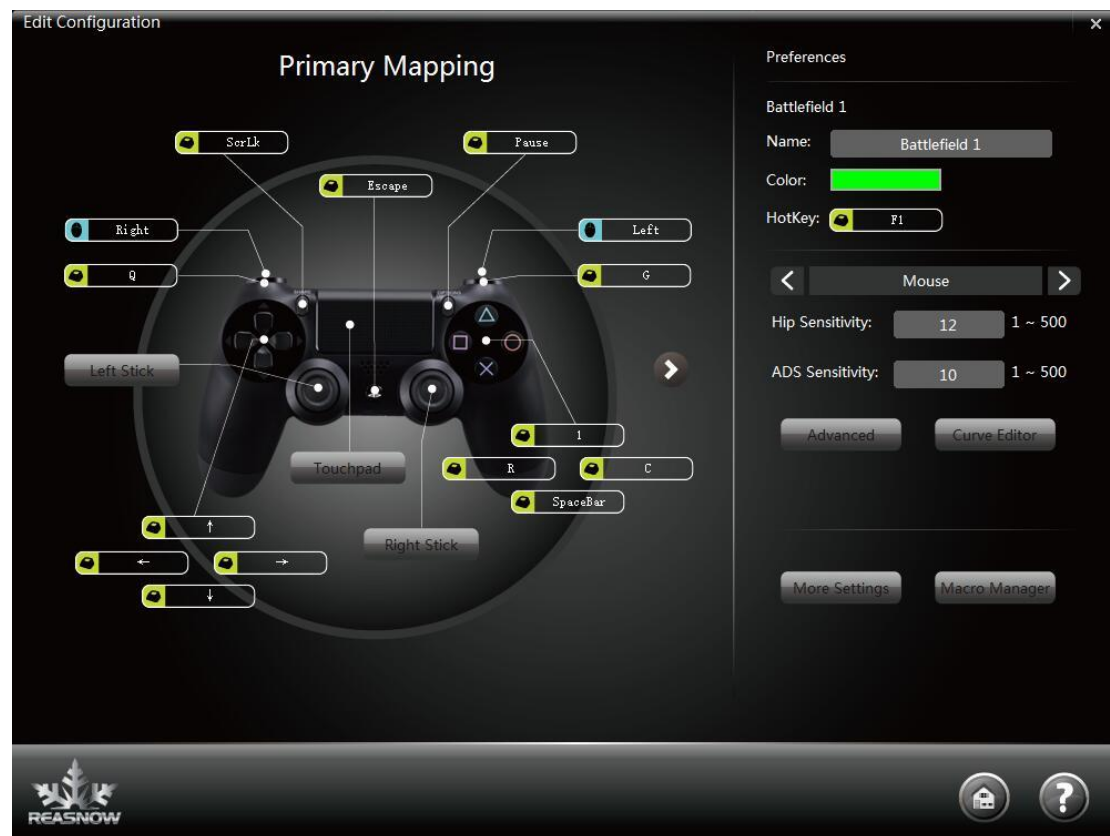 Edit Configuration
Primary Mapping
ScrLk
Pause
Escape
Right
Left
Q
G
SHARE
OPTIONS
Left Stick
1
Touchpad
R
C
SpaceBar
Right Stick
↑
← →
↓
Preferences
Battlefield 1
Name: Battlefield 1
Color:
HotKey: F1
Mouse
Hip Sensitivity: 12 1 ~ 500
ADS Sensitivity: 10 1 ~ 500
Advanced Curve Editor
More Settings Macro Manager
REASNOW
?